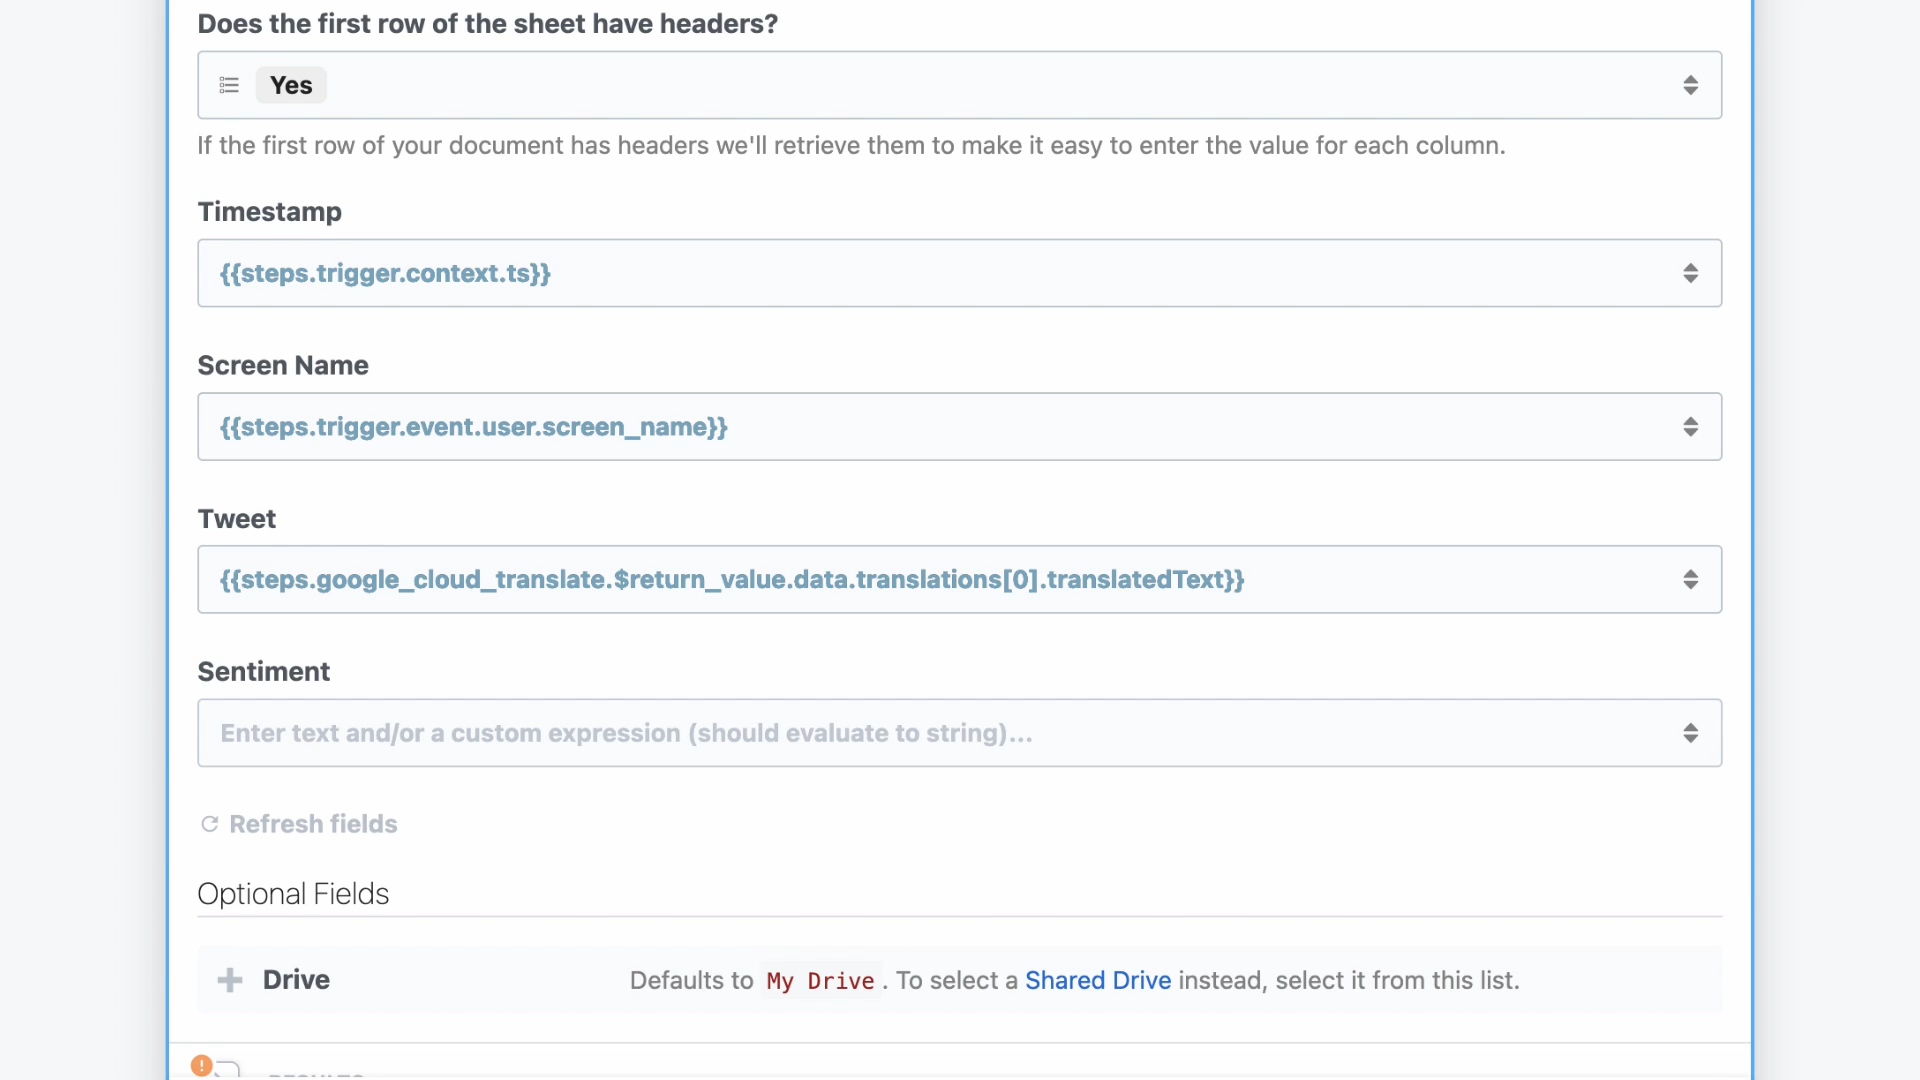 Does the first row of the sheet have headers?
Yes
If the first row of your document has headers we'll retrieve them to make it easy to enter the value for each column.
Timestamp
{{steps.trigger.context.ts}}
Screen Name
{{steps.trigger.event.user.screen_name}}
Tweet
{{steps.google_cloud_translate.$return_value.data.translations[0].translatedText}}
Sentiment
Enter text and/or a custom expression (should evaluate to string)...
Refresh fields
Optional Fields
Drive
Defaults to My Drive. To select a Shared Drive instead, select it from this list.
RESULTS